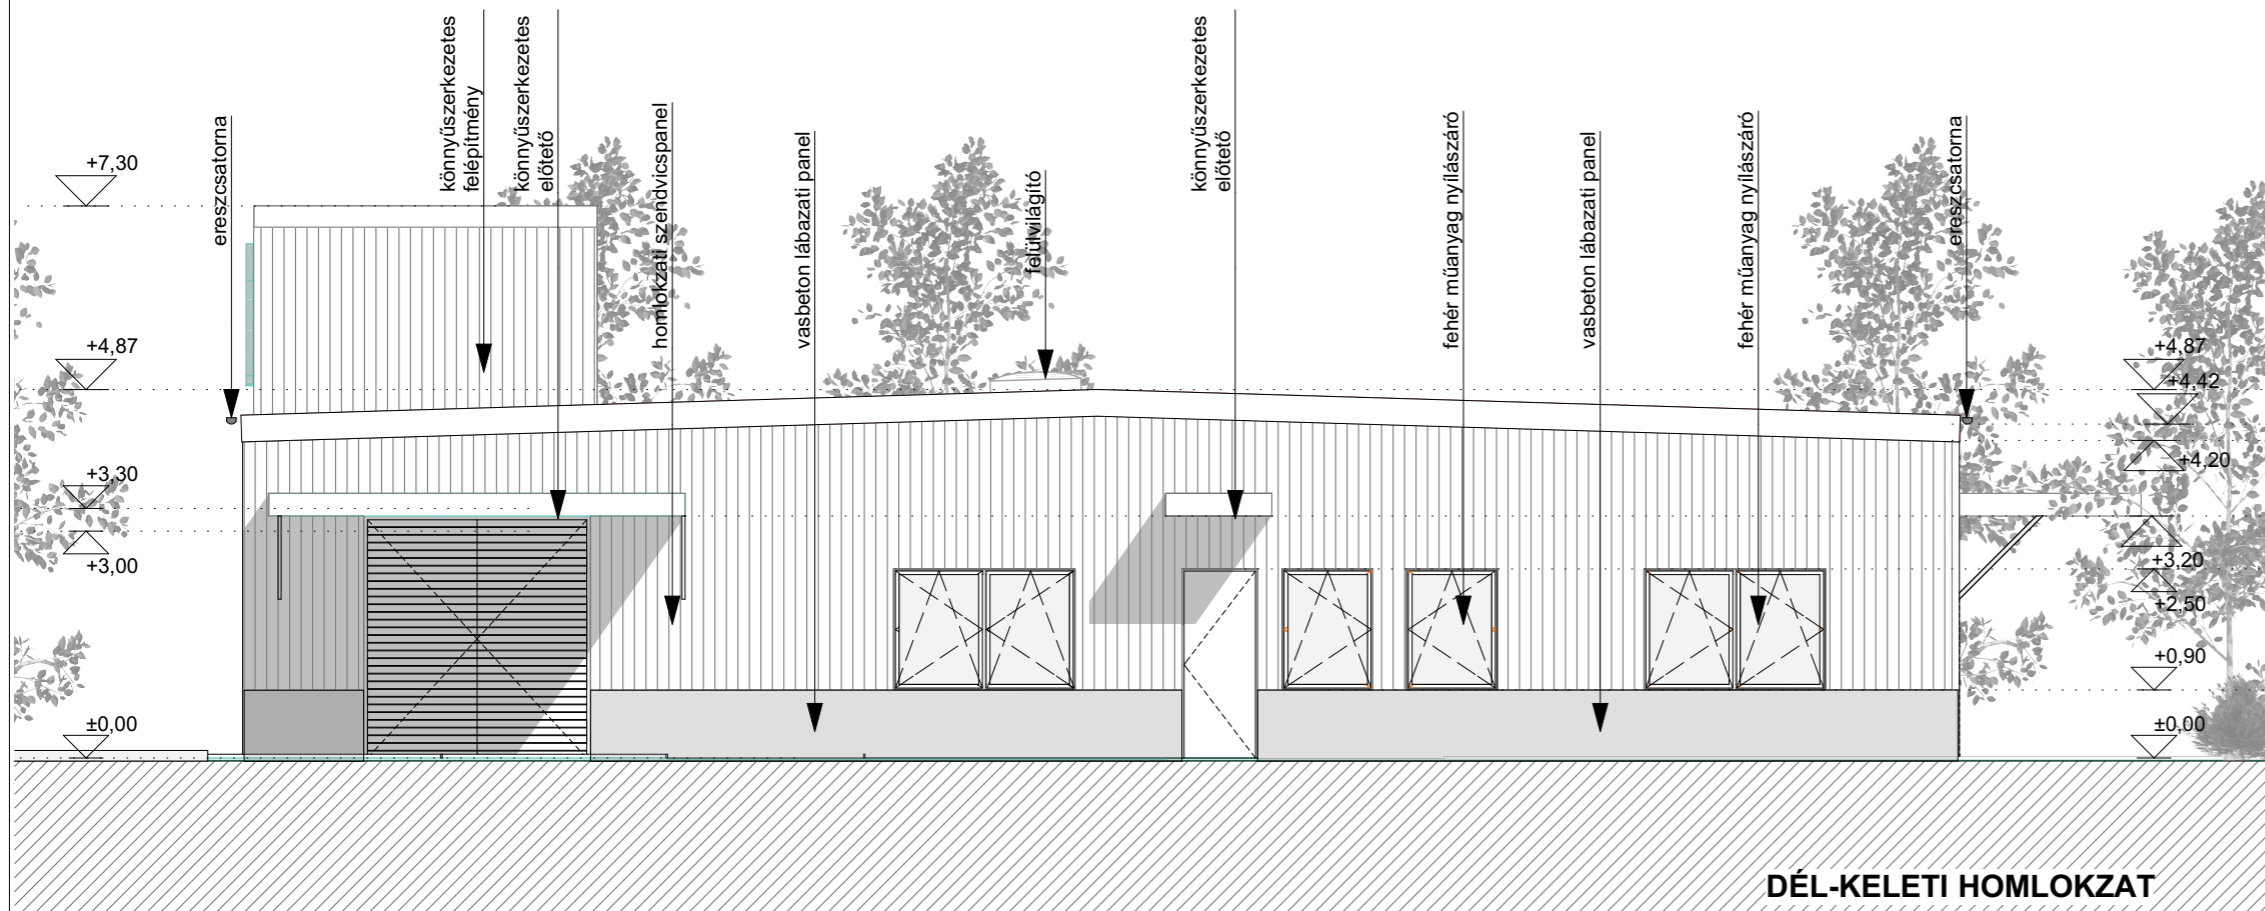 +7,30
+4,87
+3,30
+3,00
±0,00
ereszcsatorna
könnyűszerkezetes
felépítmény
könnyűszerkezetes
előtető
homlokzati szendvicspanel
vasbeton lábazati panel
felülvilágító
könnyűszerkezetes
előtető
fehér műanyag nyílászáró
vasbeton lábazati panel
fehér műanyag nyílászáró
ereszcsatorna
+4,87
+4,42
+4,20
+3,20
+2,50
+0,90
±0,00
DÉL-KELETI HOMLOKZAT